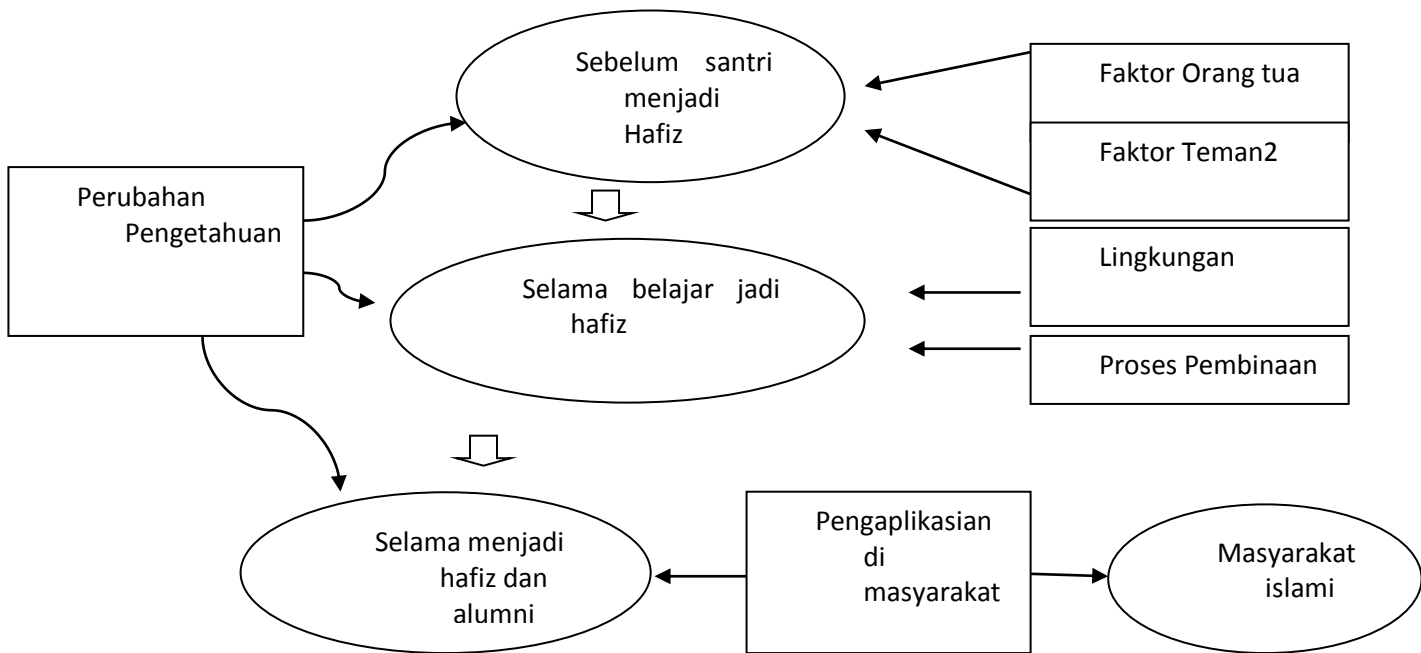 Sebelum santri
menjadi
Hafiz
Faktor Orang tua
Faktor Teman2
Perubahan
Pengetahuan
Lingkungan
Selama belajar jadi
hafiz
Proses Pembinaan
Selama menjadi
hafiz dan
alumni
Pengaplikasian
di
masyarakat
Masyarakat
islami